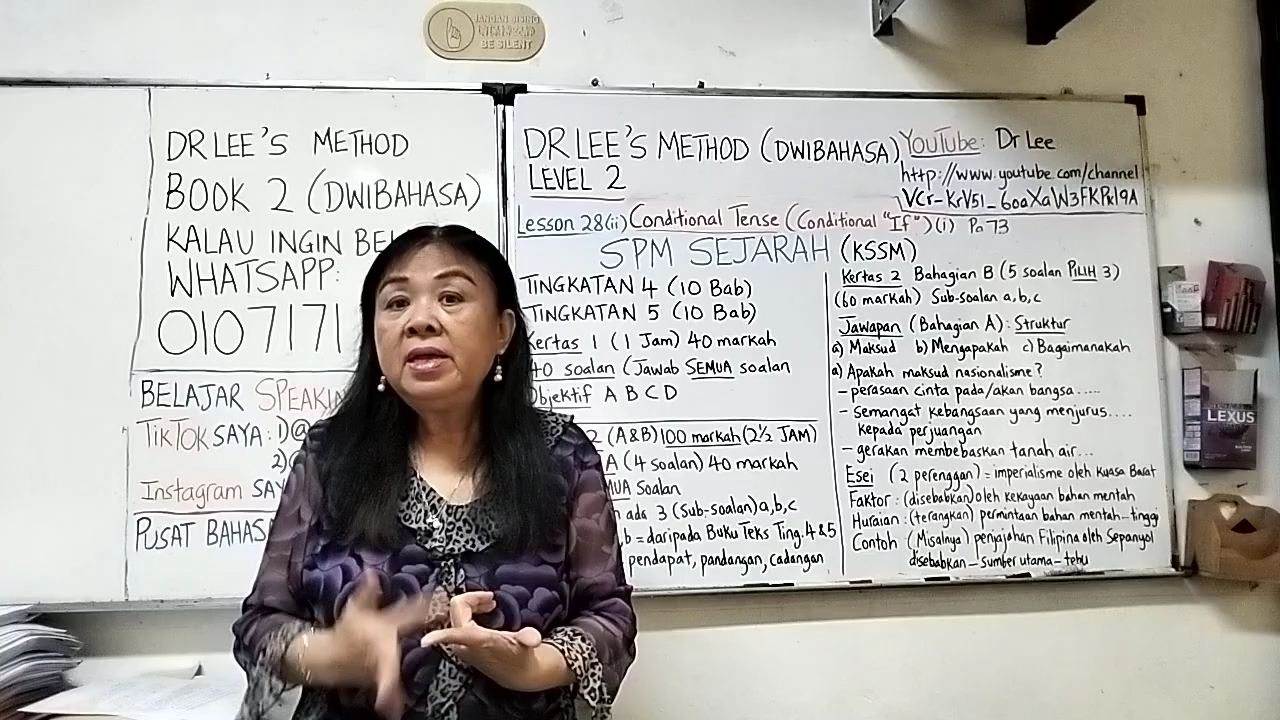 JANGAN BISING
BE SILENT
DR LEE'S METHOD
BOOK 2 (DWIBAHASA)
KALAU INGIN
WHATSAPP:
0107171
BELAJAR
TIKTOK SAYA:
Instagram
PUSAT BAHASA
DR LEE'S METHOD (DWIBAHASA)
LEVEL 2
YouTube: Dr Lee
http://www.youtube.com/channel
Lesson 28(ii) Conditional Tense (Conditional "If")(i)
SPM SEJARAH (KSSM)
TINGKATAN 4 (10 Bab)
TINGKATAN 5 (10 Bab)
Kertas 1 (1 Jam) 40 markah
40 soalan (Jawab SEMUA soalan
Objektif A B C D
2 (A&B) 100 markah (2½ JAM)
A (4 soalan) 40 markah
Soalan
ada 3 (Sub-soalan) a,b,c
b = daripada Buku Teks Ting. 4&5
pendapat, pandangan, cadangan
Kertas 2 Bahagian B (5 soalan PILIH 3)
(60 markah) Sub-soalan a,b,c
Jawapan (Bahagian A): Struktur
a) Maksud b) Mengapakah c) Bagaimanakah
a) Apakah maksud nasionalisme?
- perasaan cinta pada/akan bangsa.....
- Semangat kebangsaan yang menjurus....
kepada perjuangan
- gerakan membebaskan tanah air...
Esei (2 perenggan) = imperialisme oleh Kuasa Barat
Faktor: (disebabkan) oleh kekayaan bahan mentah
Huraian: (terangkan) permintaan bahan mentah - tinggi
Contoh (Misalnya) penjajahan Filipina oleh Sepanyol
disebabkan - sumber utama - tebu
LEXUS